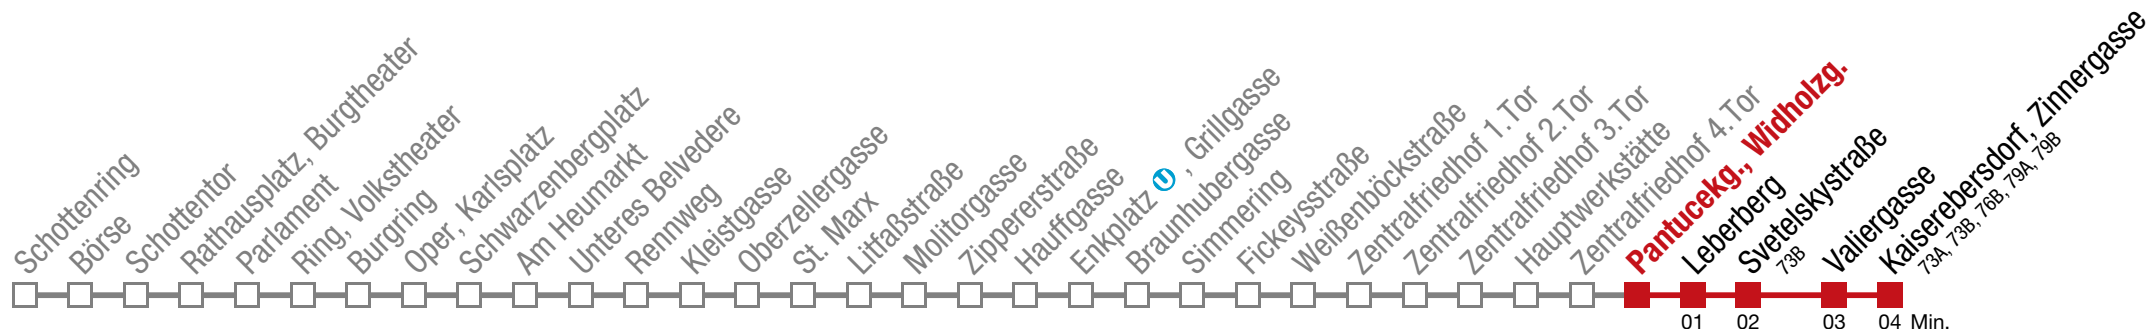 Schottenring
Börse
Schottentor
Rathausplatz, Burgtheater
Parlament
Ring, Volkstheater
Burgring
Oper, Karlsplatz
Schwarzenbergplatz
Am Heumarkt
Unteres Belvedere
Rennweg
Kleistgasse
Oberzellergasse
St. Marx
Litfaßstraße
Molitorgasse
Zippererstraße
Hauffgasse
Enkplatz U, Grillgasse
Braunhubergasse
Simmering
Fickeysstraße
Weißenböckstraße
Zentralfriedhof 1.Tor
Zentralfriedhof 2.Tor
Zentralfriedhof 3.Tor
Hauptwerkstätte
Zentralfriedhof 4.Tor
Pantucekg., Widholzg.
Leberberg
Svetelskystraße
73B
Valiergasse
Kaiserebersdorf, Zinnergasse
73A, 73B, 76B, 79A, 79B
01 02 03 04 Min.